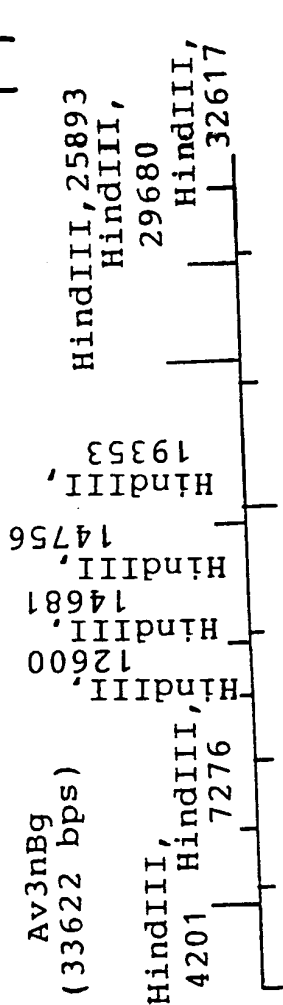 Av3nBg
(33622 bps)
HindIII,
4201
HindIII,
7276
HindIII,
12600
HindIII,
14681
HindIII,
14756
HindIII,
19353
HindIII,25893
HindIII,
29680
HindIII,
32617